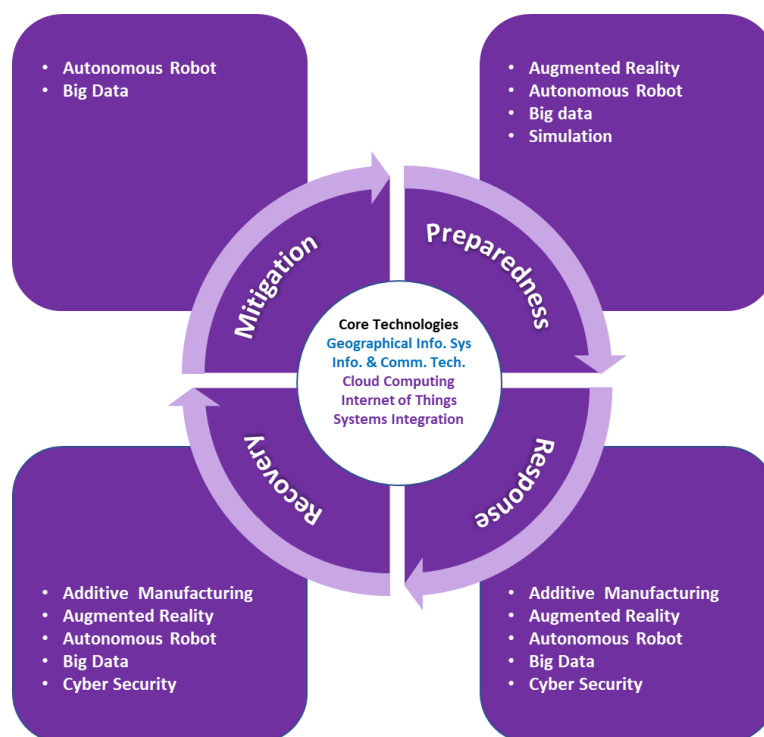 • Autonomous Robot
• Big Data
• Augmented Reality
• Autonomous Robot
• Big data
• Simulation
Mitigation
Preparedness
Core Technologies
Geographical Info. Sys
Info. & Comm. Tech.
Cloud Computing
Internet of Things
Systems Integration
Recovery
Response
• Additive Manufacturing
• Augmented Reality
• Autonomous Robot
• Big Data
• Cyber Security
• Additive Manufacturing
• Augmented Reality
• Autonomous Robot
• Big Data
• Cyber Security